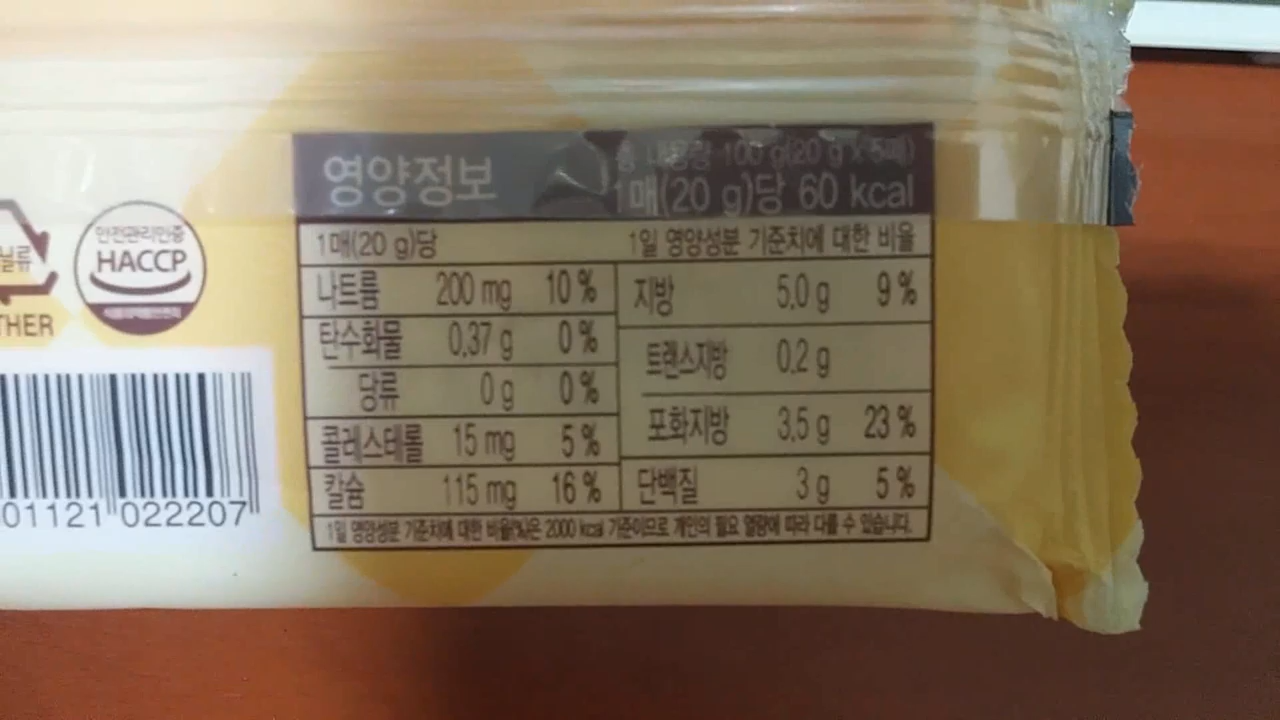 영양정보
총 내용량 100 g(20 g x 5매)
1매(20 g)당 60 kcal
1매(20 g)당 1일 영양성분 기준치에 대한 비율
나트륨 200 mg 10 %
탄수화물 0.37 g 0 %
당류 0 g 0 %
콜레스테롤 15 mg 5 %
칼슘 115 mg 16 %
지방 5.0 g 9 %
트랜스지방 0.2 g
포화지방 3.5 g 23 %
단백질 3 g 5 %
1일 영양성분 기준치에 대한 비율(%)은 2000 kcal 기준이므로 개인의 필요 열량에 따라 다를 수 있습니다.
안전관리인증
HACCP
닐류
THER
01121 022207